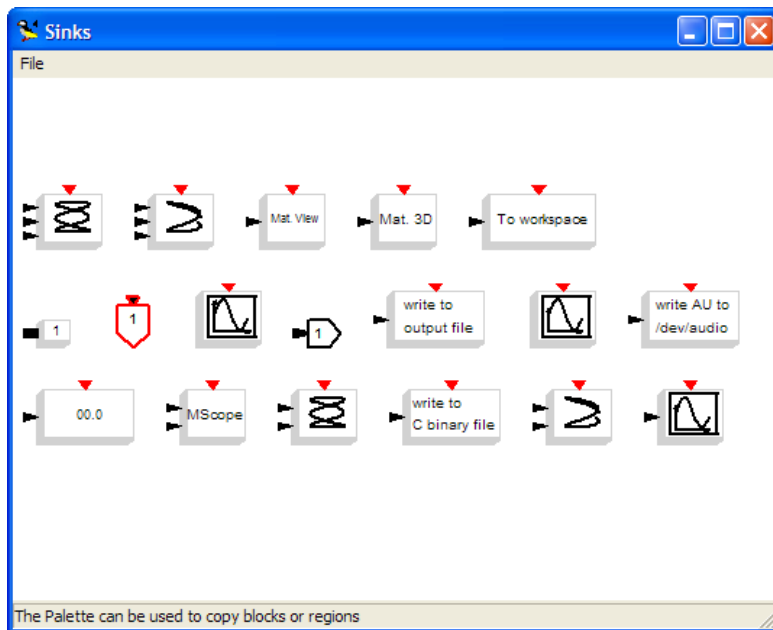 Sinks
File
Mat. View
Mat. 3D
To workspace
1
1
1
write to
output file
write AU to
/dev/audio
00.0
MScope
write to
C binary file
The Palette can be used to copy blocks or regions